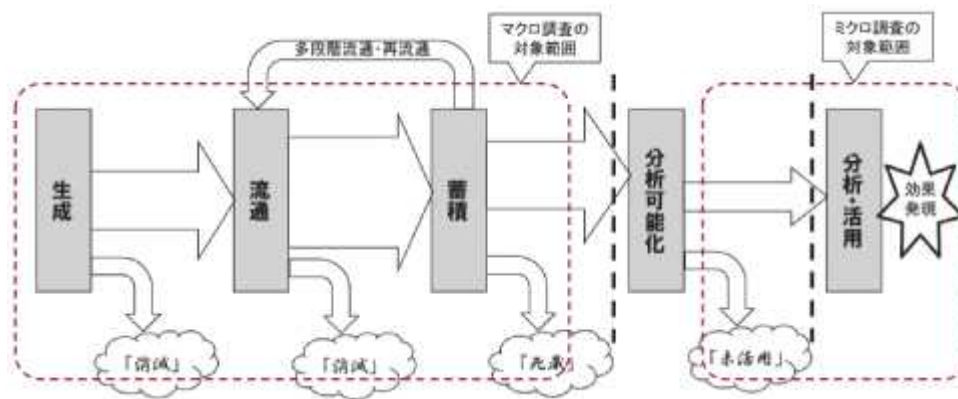 マクロ調査の
対象範囲
ミクロ調査の
対象範囲
多段階流通・再流通
生成
流通
蓄積
分析可能化
分析・活用
効果
発現
「消滅」
「消滅」
「死蔵」
「未活用」